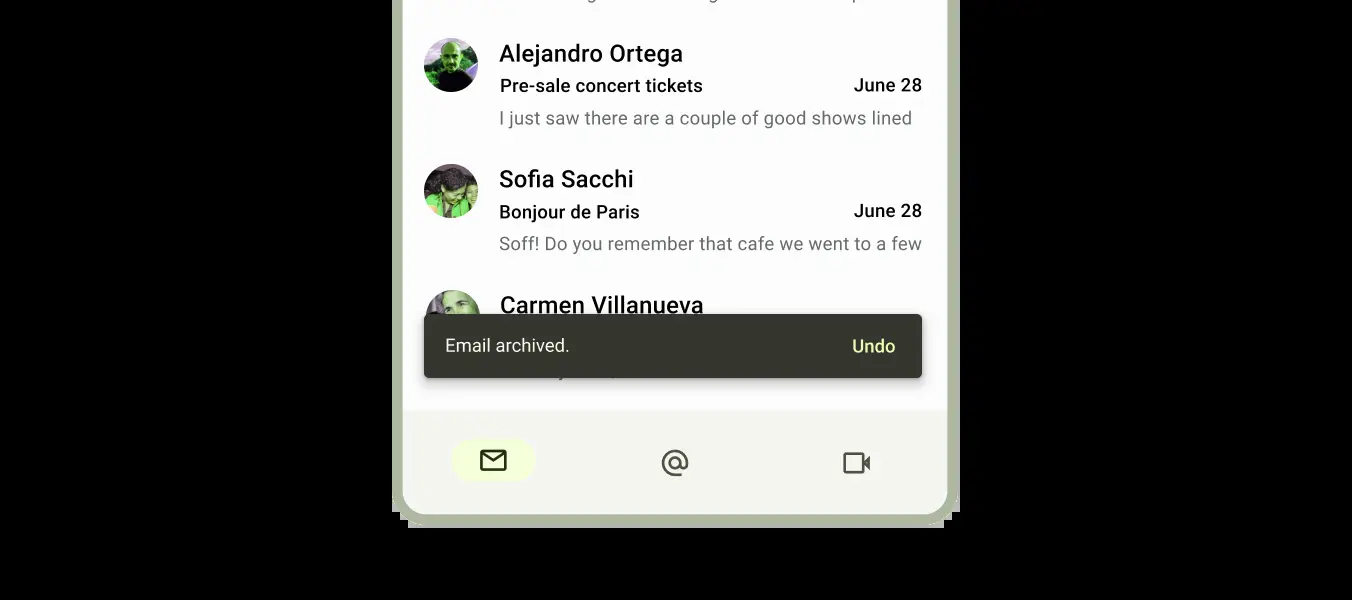 Alejandro Ortega
Pre-sale concert tickets June 28
I just saw there are a couple of good shows lined
Sofia Sacchi
Bonjour de Paris June 28
Soff! Do you remember that cafe we went to a few
Carmen Villanueva
Email archived. Undo